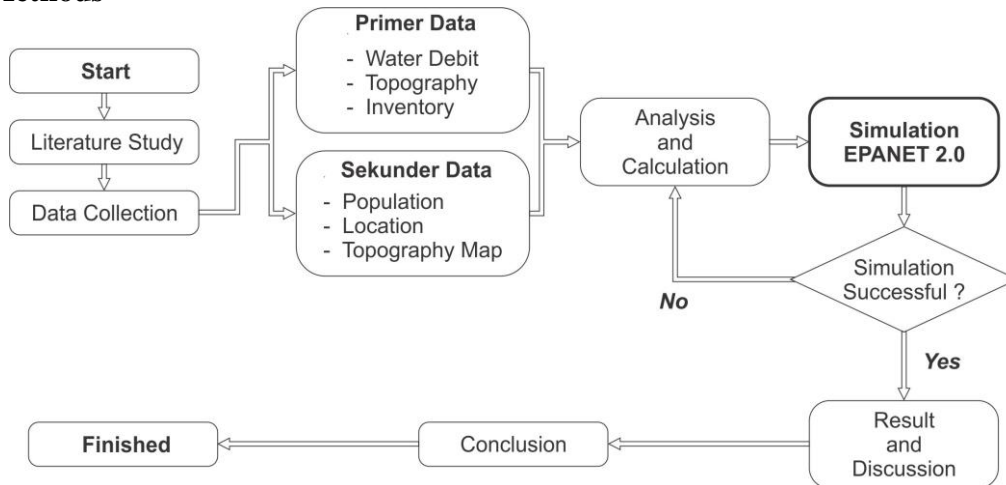 Start
Literature Study
Data Collection
Primer Data
- Water Debit
- Topography
- Inventory
Sekunder Data
- Population
- Location
- Topography Map
Analysis
and
Calculation
Simulation
EPANET 2.0
Simulation
Successful ?
No
Yes
Result
and
Discussion
Conclusion
Finished